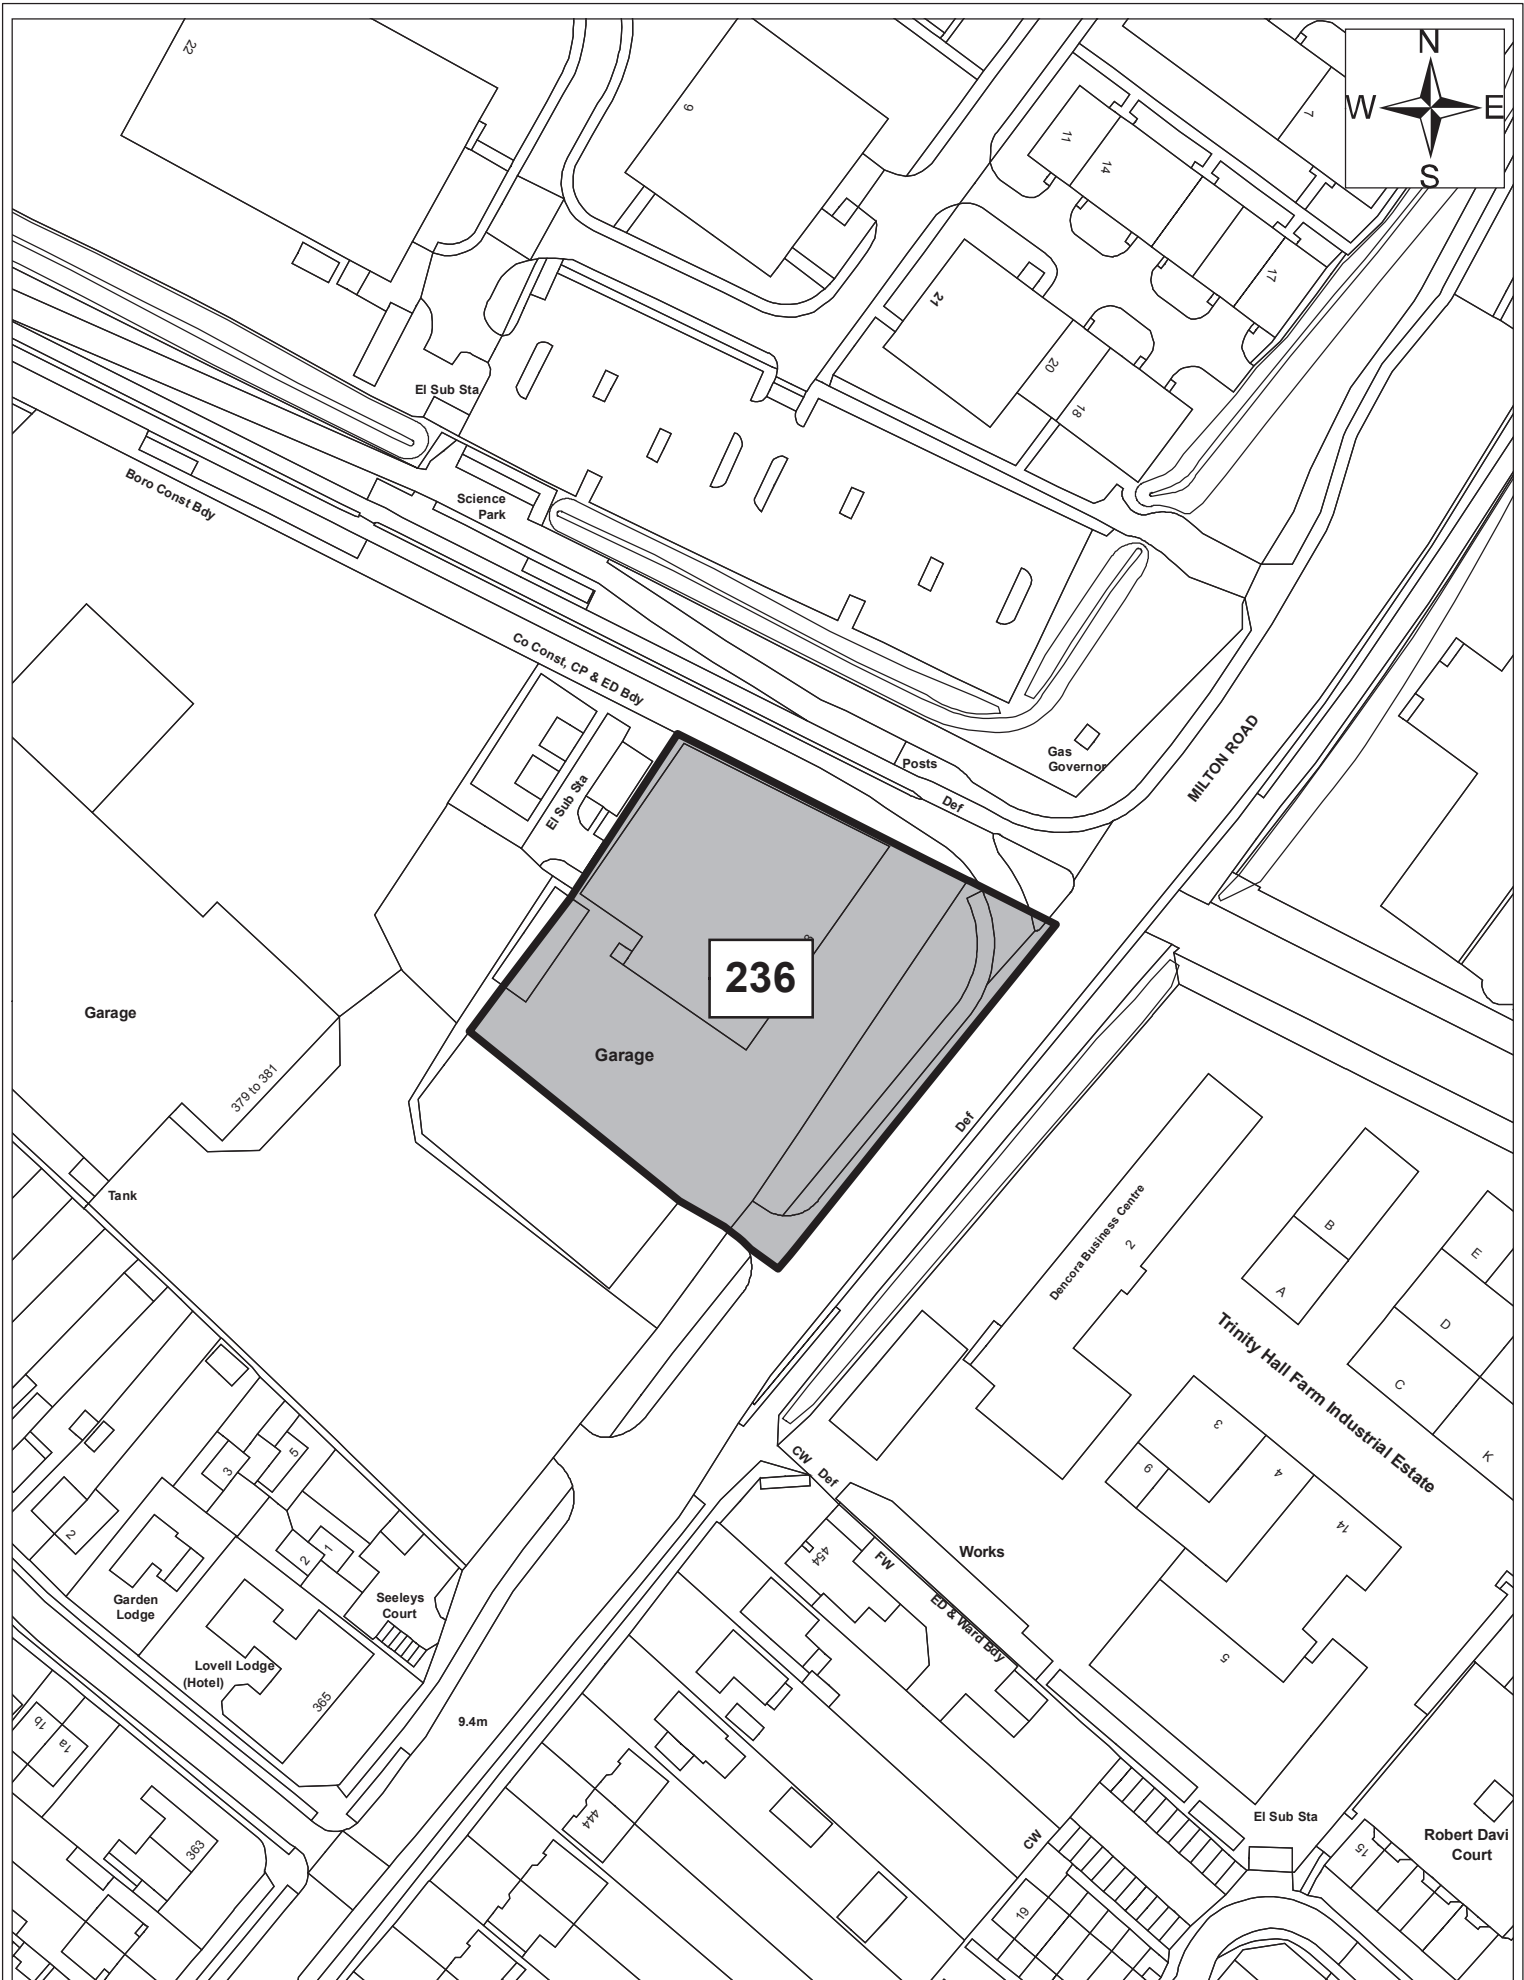 N
W E
S
22
9
7
11
14
17
21
20
18
El Sub Sta
Science
Park
Boro Const Bdy
Co Const, CP & ED Bdy
El Sub Sta
Posts
Def
Gas
Governor
MILTON ROAD
236
Garage
Garage
379 to 381
Tank
Def
Dencora Business Centre
2
B
A
E
D
C
K
Trinity Hall Farm Industrial Estate
3
9
4
14
5
CW
Def
Works
454
FW
ED & Ward Bdy
5
3
2
1
2
Garden
Lodge
Seeleys
Court
Lovell Lodge
(Hotel)
365
9.4m
1b
1a
363
444
CW
19
El Sub Sta
15
Robert Davi
Court